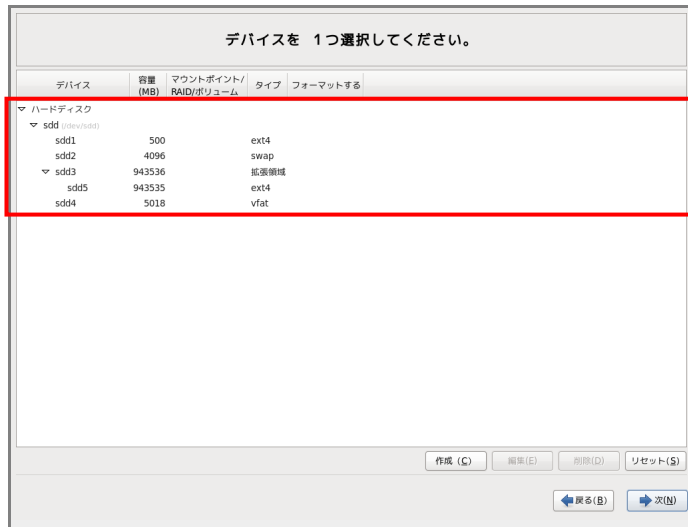 デバイスを 1つ選択してください。
デバイス 容量 (MB) マウントポイント/ RAID/ボリューム タイプ フォーマットする
ハードディスク
sdd (/dev/sdd)
sdd1 500 ext4
sdd2 4096 swap
sdd3 943536 拡張領域
sdd5 943535 ext4
sdd4 5018 vfat
作成 (C) 編集(E) 削除(D) リセット(S)
戻る(B) 次(N)